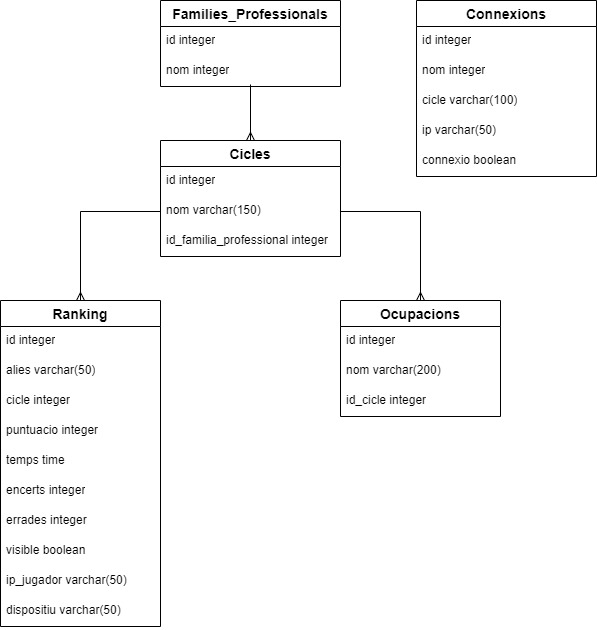 Families_Professionals
id integer
nom integer
Connexions
id integer
nom integer
cicle varchar(100)
ip varchar(50)
connexio boolean
Cicles
id integer
nom varchar(150)
id_familia_professional integer
Ranking
id integer
alies varchar(50)
cicle integer
puntuacio integer
temps time
encerts integer
errades integer
visible boolean
ip_jugador varchar(50)
dispositiu varchar(50)
Ocupacions
id integer
nom varchar(200)
id_cicle integer